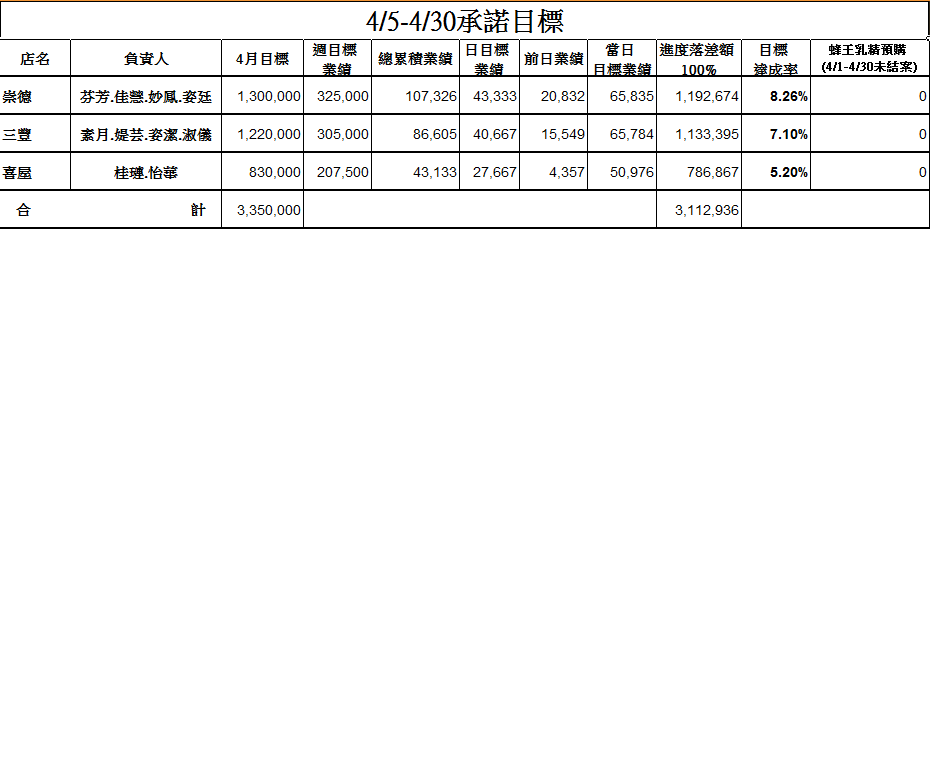 4/5-4/30承諾目標
店名 負責人 4月目標 週目標業績 總累積業績 日目標業績 前日業績 當日目標業績 進度落差額100% 目標達成率 蜂王乳精預購(4/1-4/30未結案)
崇德 芬芳.佳慧.妙鳳.姿廷 1,300,000 325,000 107,326 43,333 20,832 65,835 1,192,674 8.26% 0
三豐 素月.媞芸.姿潔.淑儀 1,220,000 305,000 86,605 40,667 15,549 65,784 1,133,395 7.10% 0
喜屋 桂璉.怡華 830,000 207,500 43,133 27,667 4,357 50,976 786,867 5.20% 0
合 計 3,350,000 3,112,936